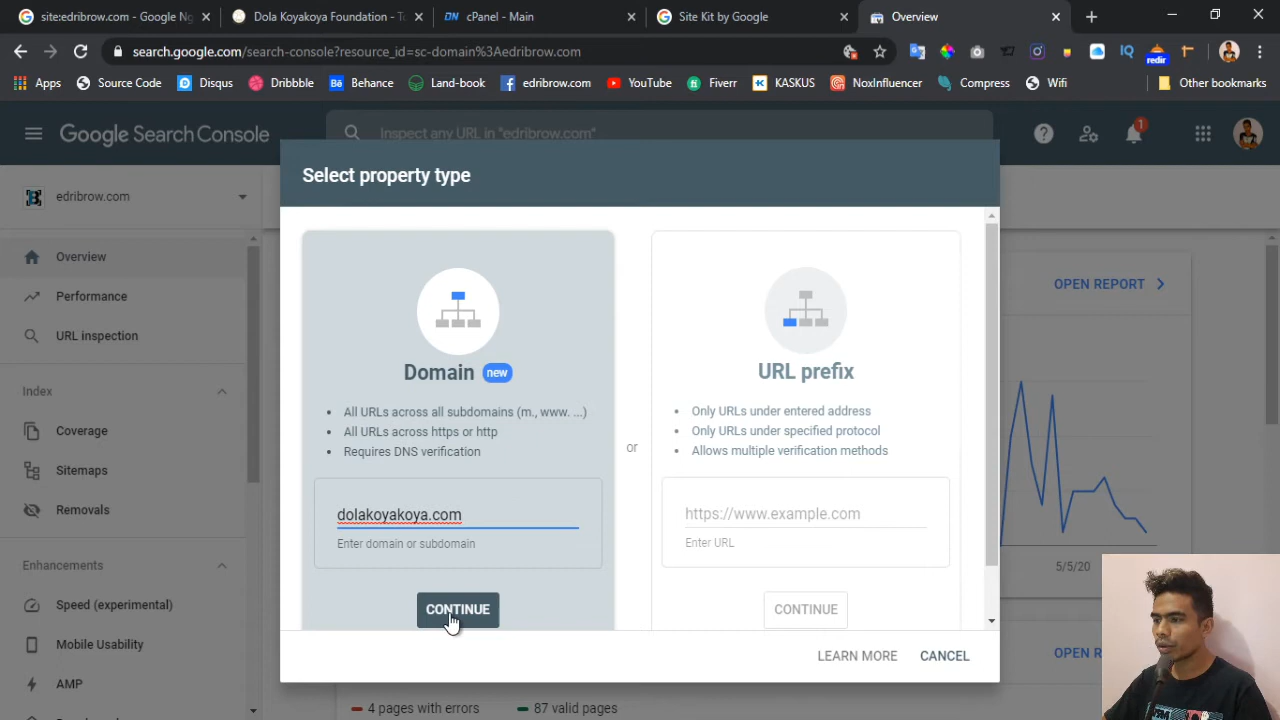 site:edribrow.com - Google Ng
Dola Koyakoya Foundation - To
cPanel - Main
Site Kit by Google
Overview
search.google.com/search-console?resource_id=sc-domain%3Aedribrow.com
redir
Apps
Source Code
Disqus
Dribbble
Behance
Land-book
edribrow.com
YouTube
Fiverr
KASKUS
NoxInfluencer
Compress
Wifi
Other bookmarks
Google Search Console
Inspect any URL in "edribrow.com"
1
edribrow.com
Overview
Performance
URL inspection
Index
Coverage
Sitemaps
Removals
Enhancements
Speed (experimental)
Mobile Usability
AMP
Select property type
Domain new
All URLs across all subdomains (m., www. ...)
All URLs across https or http
Requires DNS verification
dolakoyakoya.com
Enter domain or subdomain
CONTINUE
or
URL prefix
Only URLs under entered address
Only URLs under specified protocol
Allows multiple verification methods
https://www.example.com
Enter URL
CONTINUE
LEARN MORE
CANCEL
OPEN REPORT
5/5/20
OPEN R
4 pages with errors
87 valid pages